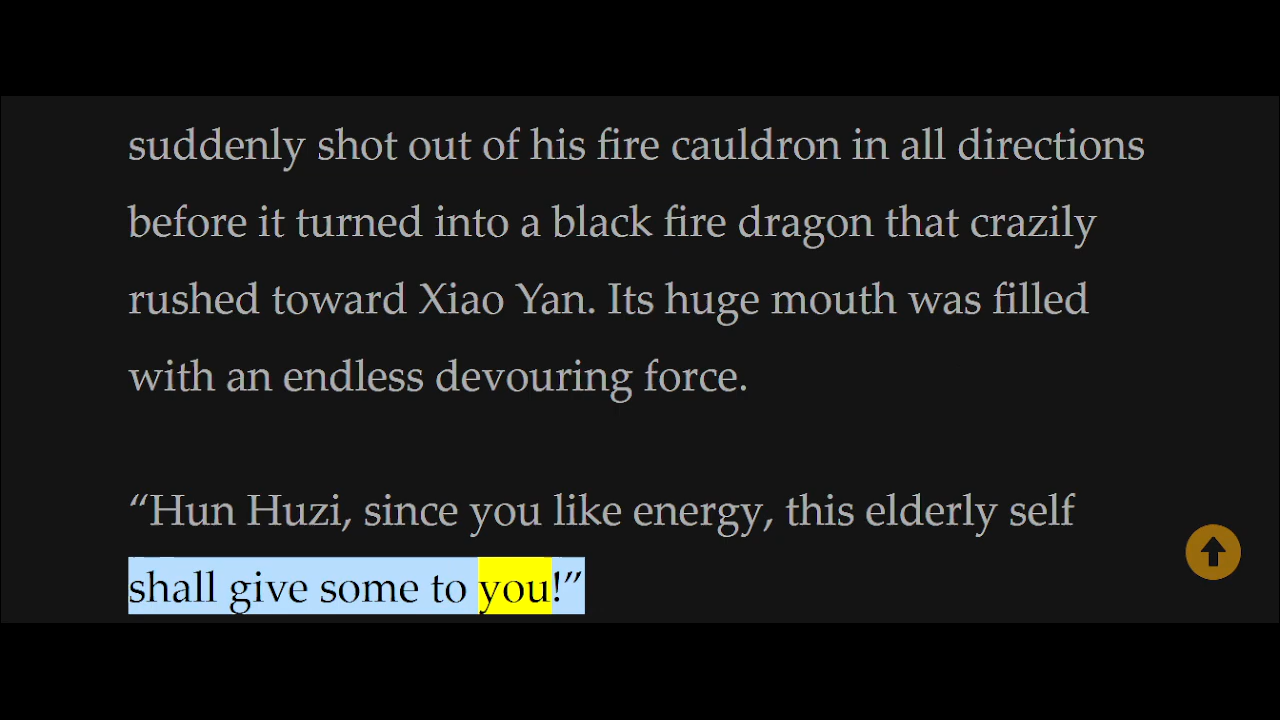 suddenly shot out of his fire cauldron in all directions
before it turned into a black fire dragon that crazily
rushed toward Xiao Yan. Its huge mouth was filled
with an endless devouring force.
“Hun Huzi, since you like energy, this elderly self
shall give some to you!”